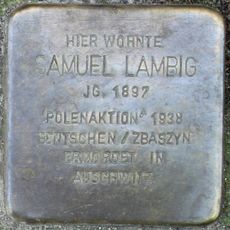 HIER WOHNTE
SAMUEL LAMBIG
JG. 1897
"POLENAKTION" 1938
BENTSCHEN / ZBASZYN
ERMORDET IN
AUSCHWITZ